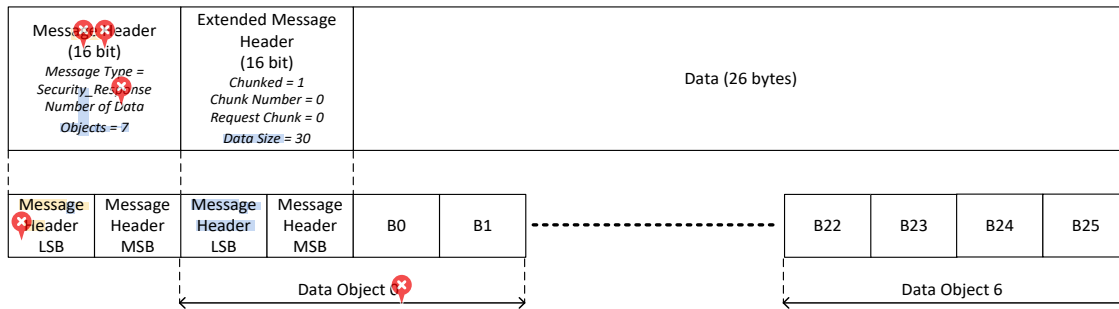 Message Header
(16 bit)
Message Type =
Security_Response
Number of Data
Objects = 7
Extended Message
Header
(16 bit)
Chunked = 1
Chunk Number = 0
Request Chunk = 0
Data Size = 30
Data (26 bytes)
Message
Header
LSB
Message
Header
MSB
Message
Header
LSB
Message
Header
MSB
B0
B1
B22
B23
B24
B25
Data Object 0
Data Object 6